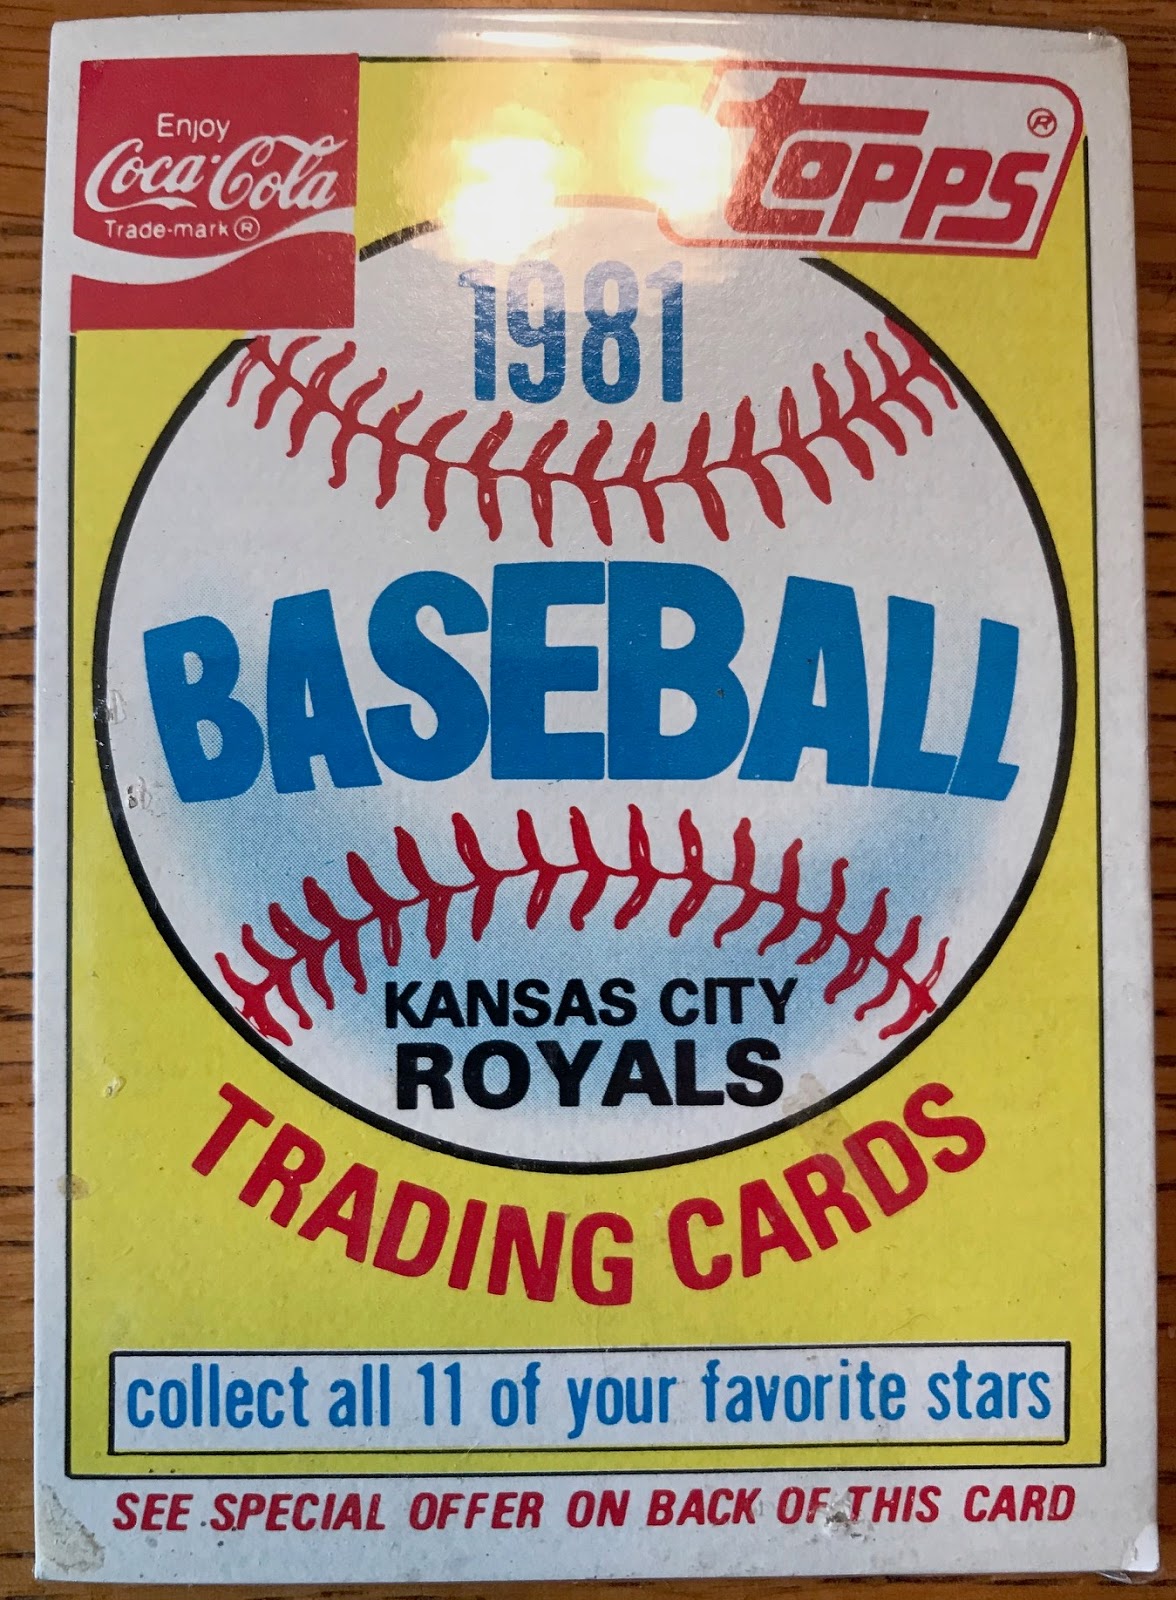 Enjoy
Coca-Cola
Trade-mark®
Topps®
1981
BASEBALL
KANSAS CITY
ROYALS
TRADING CARDS
collect all 11 of your favorite stars
SEE SPECIAL OFFER ON BACK OF THIS CARD